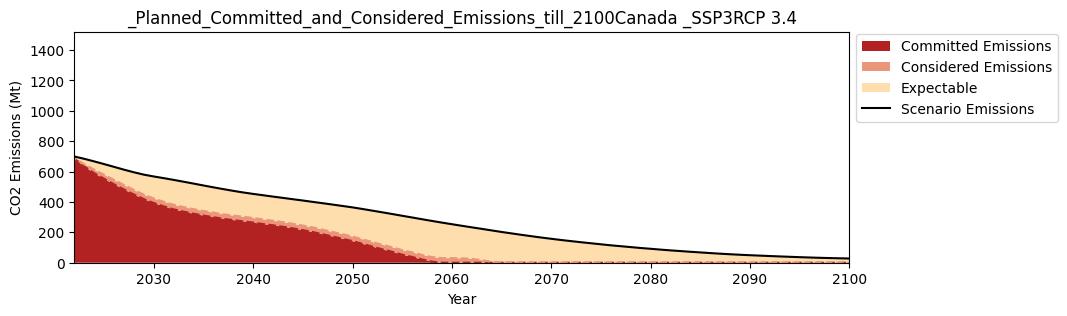 _Planned_Committed_and_Considered_Emissions_till_2100Canada _SSP3RCP 3.4
CO2 Emissions (Mt)
1400
1200
1000
800
600
400
200
0
2030 2040 2050 2060 2070 2080 2090 2100
Year
Committed Emissions
Considered Emissions
Expectable
Scenario Emissions